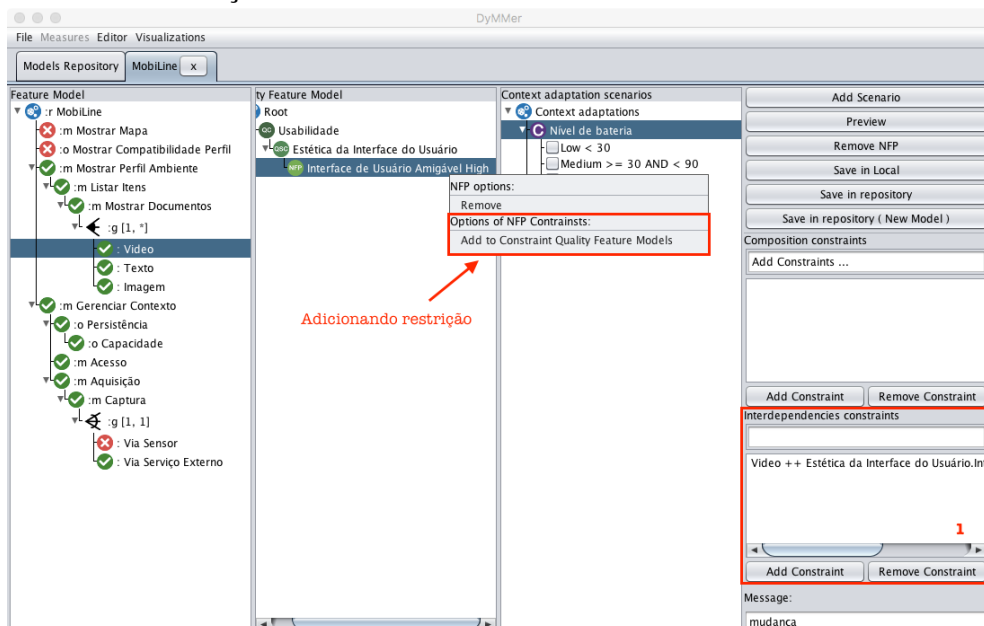 DyMMer
File Measures Editor Visualizations
Models Repository
MobiLine x
Feature Model
:r MobiLine
:m Mostrar Mapa
:o Mostrar Compatibilidade Perfil
:m Mostrar Perfil Ambiente
:m Listar Itens
:m Mostrar Documentos
:g [1, *]
: Video
: Texto
: Imagem
:m Gerenciar Contexto
:o Persistência
:o Capacidade
:m Acesso
:m Aquisição
:m Captura
:g [1, 1]
: Via Sensor
: Via Serviço Externo
ty Feature Model
Root
QC Usabilidade
QSC Estética da Interface do Usuário
NFP Interface de Usuário Amigável High
NFP options:
Remove
Options of NFP Contrainsts:
Add to Constraint Quality Feature Models
Adicionando restrição
Context adaptation scenarios
Context adaptations
C Nível de bateria
Low < 30
Medium >= 30 AND < 90
Add Scenario
Preview
Remove NFP
Save in Local
Save in repository
Save in repository ( New Model )
Composition constraints
Add Constraints ...
Add Constraint Remove Constraint
Interdependencies constraints
Video ++ Estética da Interface do Usuário.In
1
Add Constraint Remove Constraint
Message:
mudança